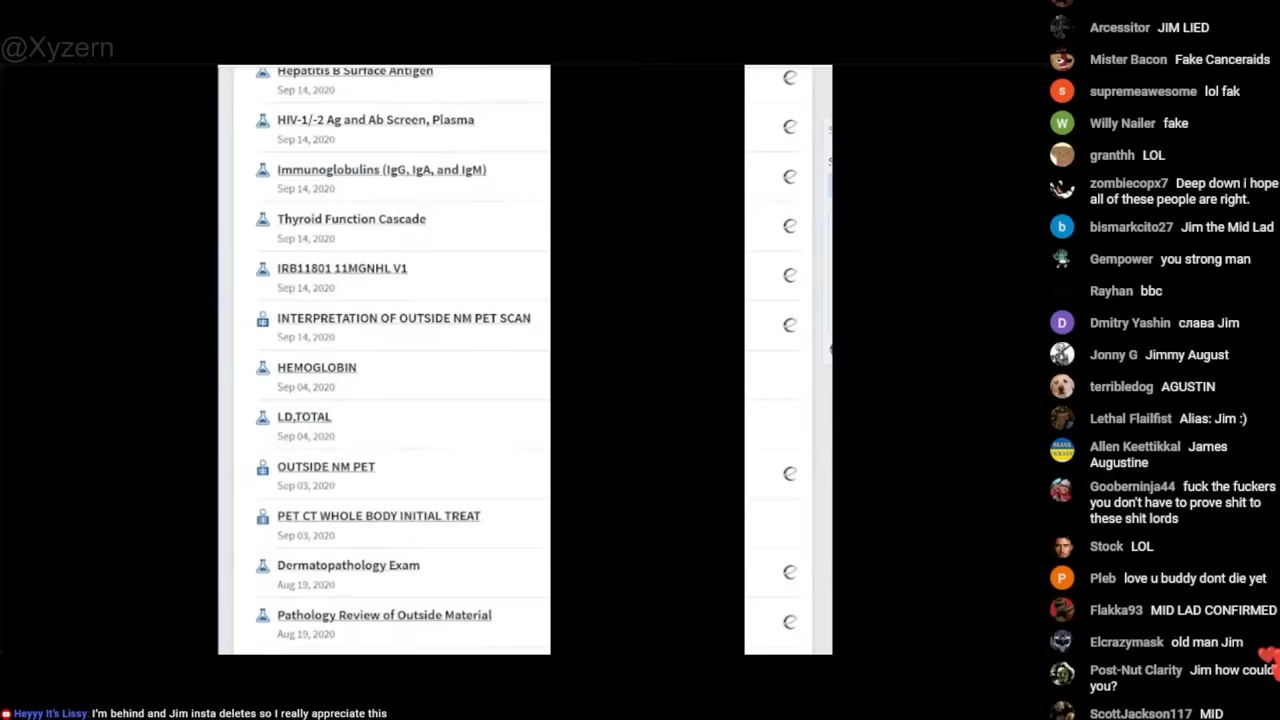 @Xyzern
Hepatitis B Surface Antigen
Sep 14, 2020
HIV-1/-2 Ag and Ab Screen, Plasma
Sep 14, 2020
Immunoglobulins (IgG, IgA, and IgM)
Sep 14, 2020
Thyroid Function Cascade
Sep 14, 2020
IRB11801 11MGNHL V1
Sep 14, 2020
INTERPRETATION OF OUTSIDE NM PET SCAN
Sep 14, 2020
HEMOGLOBIN
Sep 04, 2020
LD,TOTAL
Sep 04, 2020
OUTSIDE NM PET
Sep 03, 2020
PET CT WHOLE BODY INITIAL TREAT
Sep 03, 2020
Dermatopathology Exam
Aug 19, 2020
Pathology Review of Outside Material
Aug 19, 2020
Arcessitor JIM LIED
Mister Bacon Fake Canceraids
s supremeawesome lol fak
W Willy Nailer fake
granthh LOL
zombiecopx7 Deep down i hope
all of these people are right.
b bismarkcito27 Jim the Mid Lad
Gempower you strong man
Rayhan bbc
D Dmitry Yashin слава Jim
Jonny G Jimmy August
terribledog AGUSTIN
Lethal Flailfist Alias: Jim :)
Allen Keettikkal James
Augustine
Gooberninja44 fuck the fuckers
you don't have to prove shit to
these shit lords
Stock LOL
P Pleb love u buddy dont die yet
Flakka93 MID LAD CONFIRMED
Elcrazymask old man Jim
Post-Nut Clarity Jim how could
you?
ScottJackson117 MID
Heyyy It's Lissy: I'm behind and Jim insta deletes so I really appreciate this